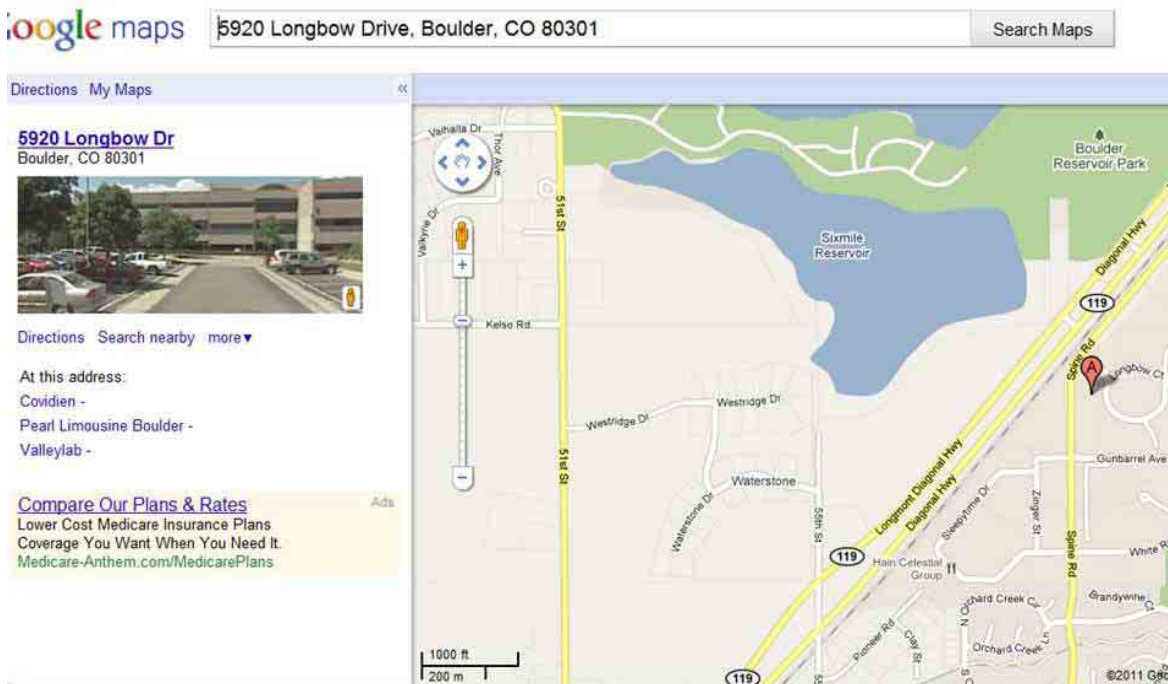 Google maps
5920 Longbow Drive, Boulder, CO 80301
Search Maps
Directions My Maps «
5920 Longbow Dr
Boulder, CO 80301
Directions Search nearby more▼
At this address:
Covidien -
Pearl Limousine Boulder -
Valleylab -
Compare Our Plans & Rates
Ads
Lower Cost Medicare Insurance Plans
Coverage You Want When You Need It.
Medicare-Anthem.com/MedicarePlans
Valhalla Dr
Thor Ave
Valkyrie Dr
51st St
Kelso Rd
Boulder
Reservoir Park
Sixmile
Reservoir
Diagonal Hwy
119
Spine Rd
A
Longbow Ct
Westridge Dr
Westridge Dr
51st St
Waterstone
Waterstone Dr
55th St
Longmont Diagonal Hwy
Diagonal Hwy
Gunbarrel Ave
Sleepytime Dr
Zinger St
Spine Rd
White
119
Hain Celestial
Group
Orchard Creek Cir
Brandywine Ct
Pioneer Rd
Clay St
Orchard Creek Ln
119
1000 ft
200 m
©2011